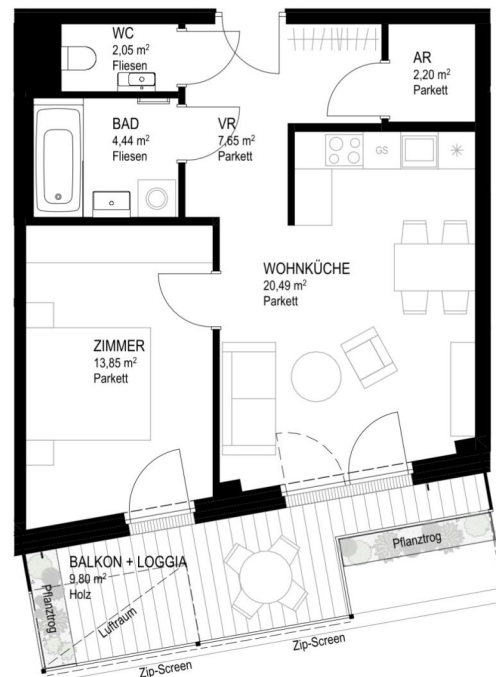 WC
2,05 m²
Fliesen
AR
2,20 m²
Parkett
BAD
4,44 m²
Fliesen
VR
7,65 m²
Parkett
GS
WOHNKÜCHE
20,49 m²
Parkett
ZIMMER
13,85 m²
Parkett
BALKON + LOGGIA
9,80 m²
Holz
Pflanztrog
Pflanztrog
Luftraum
Zip-Screen
Zip-Screen